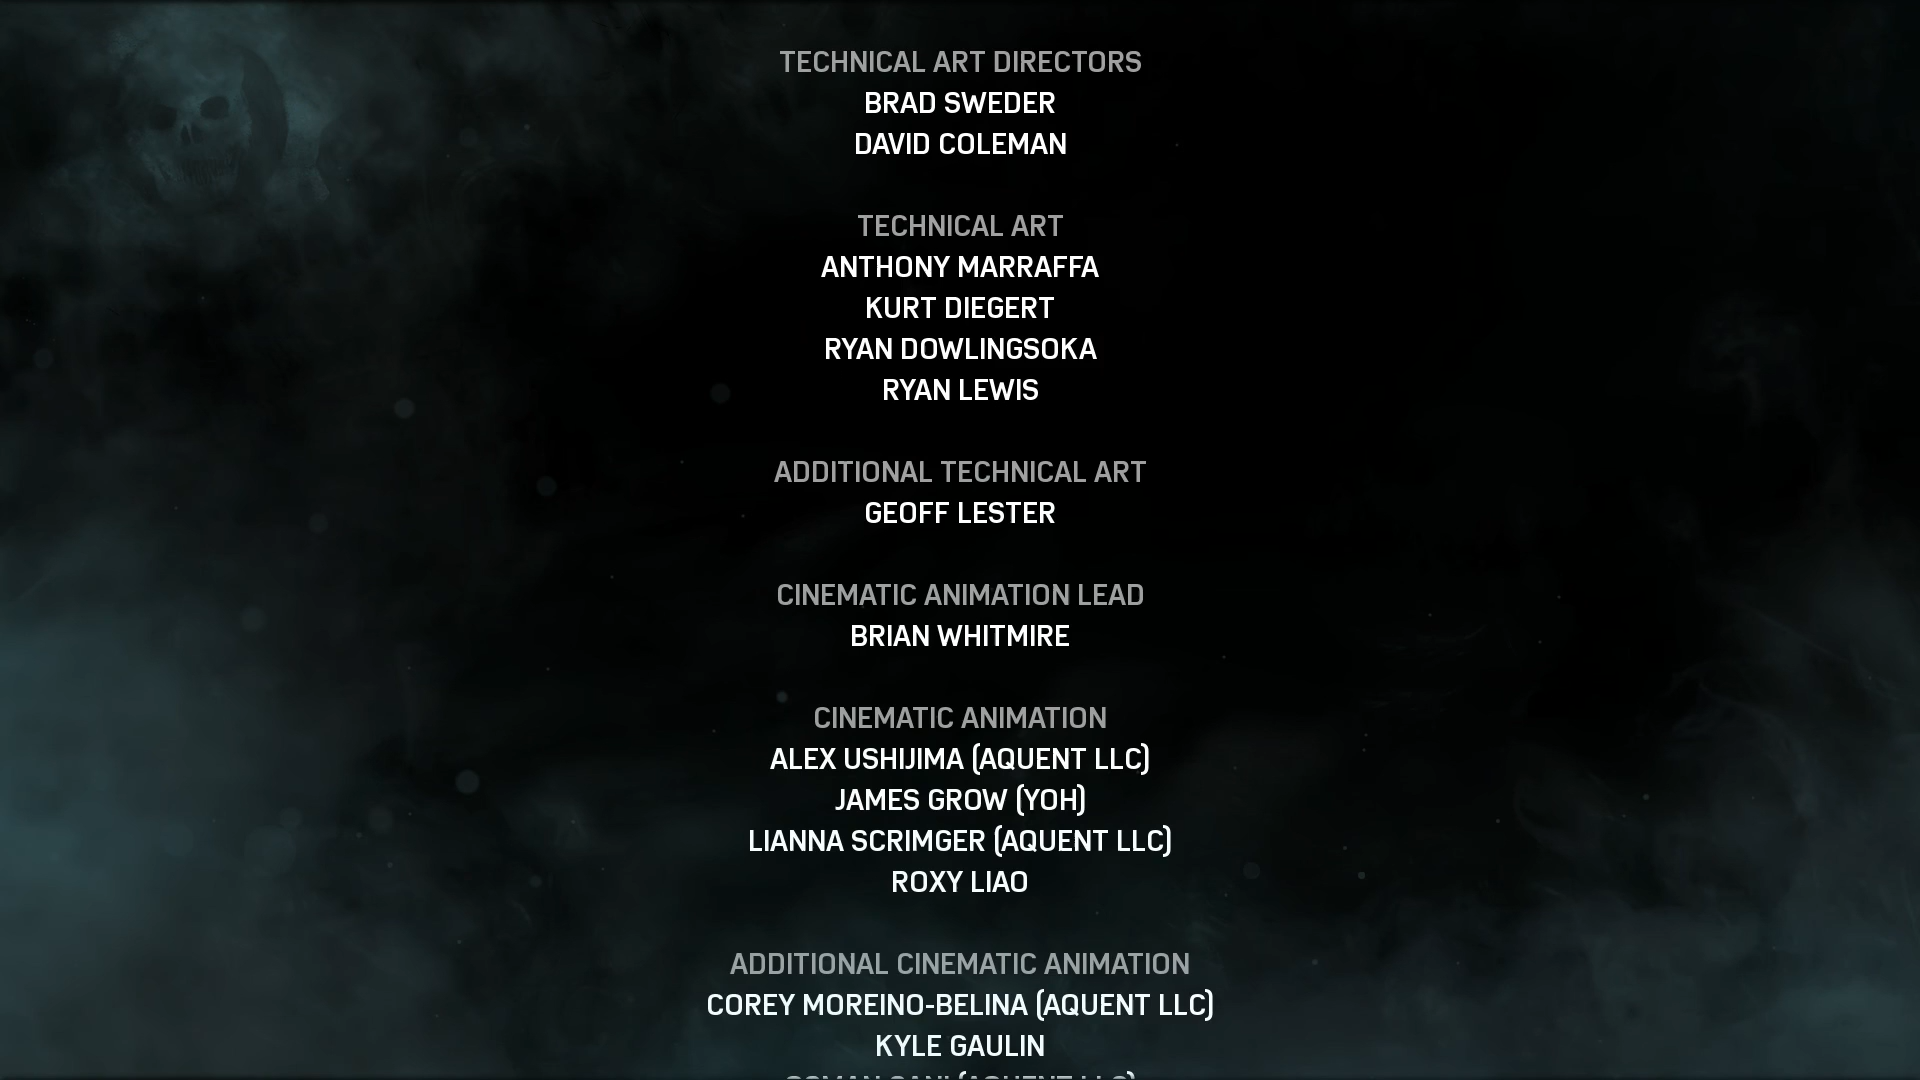 TECHNICAL ART DIRECTORS
BRAD SWEDER
DAVID COLEMAN
TECHNICAL ART
ANTHONY MARRAFFA
KURT DIEGERT
RYAN DOWLINGSOKA
RYAN LEWIS
ADDITIONAL TECHNICAL ART
GEOFF LESTER
CINEMATIC ANIMATION LEAD
BRIAN WHITMIRE
CINEMATIC ANIMATION
ALEX USHIJIMA (AQUENT LLC)
JAMES GROW (YOH)
LIANNA SCRIMGER (AQUENT LLC)
ROXY LIAO
ADDITIONAL CINEMATIC ANIMATION
COREY MOREINO-BELINA (AQUENT LLC)
KYLE GAULIN
(AQUENT LLC)